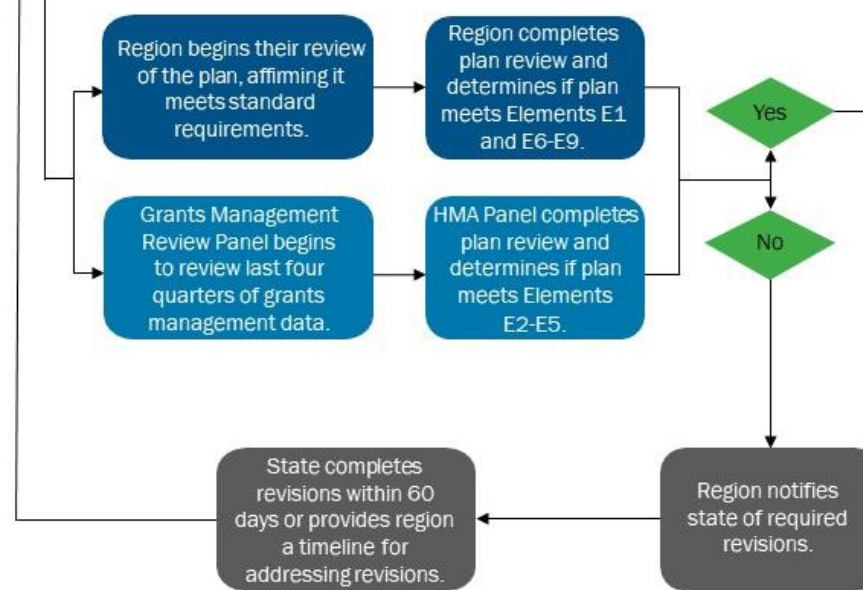 Region begins their review
of the plan, affirming it
meets standard
requirements.
Region completes
plan review and
determines if plan
meets Elements E1
and E6-E9.
Yes
Grants Management
Review Panel begins
to review last four
quarters of grants
management data.
HMA Panel completes
plan review and
determines if plan
meets Elements
E2-E5.
No
State completes
revisions within 60
days or provides region
a timeline for
addressing revisions.
Region notifies
state of required
revisions.